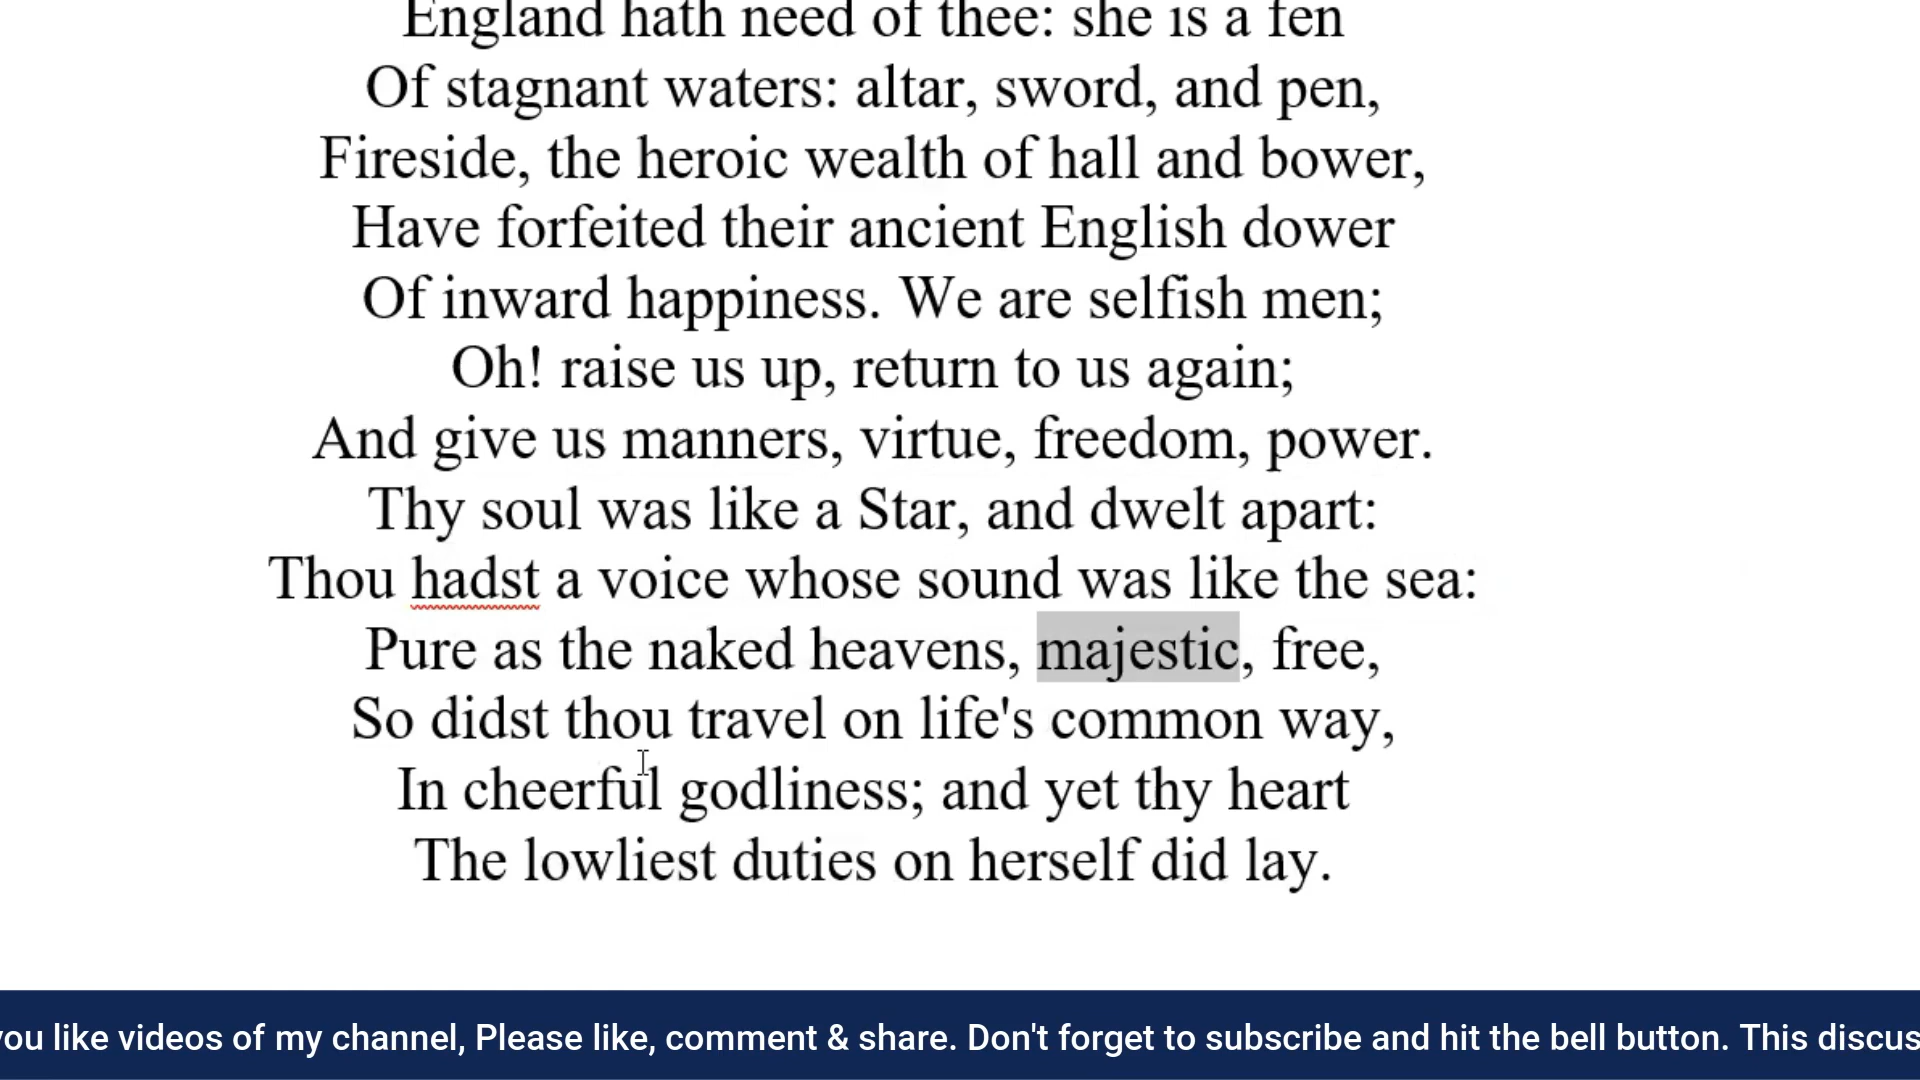 England hath need of thee: she is a fen
Of stagnant waters: altar, sword, and pen,
Fireside, the heroic wealth of hall and bower,
Have forfeited their ancient English dower
Of inward happiness. We are selfish men;
Oh! raise us up, return to us again;
And give us manners, virtue, freedom, power.
Thy soul was like a Star, and dwelt apart:
Thou hadst a voice whose sound was like the sea:
Pure as the naked heavens, majestic, free,
So didst thou travel on life's common way,
In cheerful godliness; and yet thy heart
The lowliest duties on herself did lay.
you like videos of my channel, Please like, comment & share. Don't forget to subscribe and hit the bell button. This discus